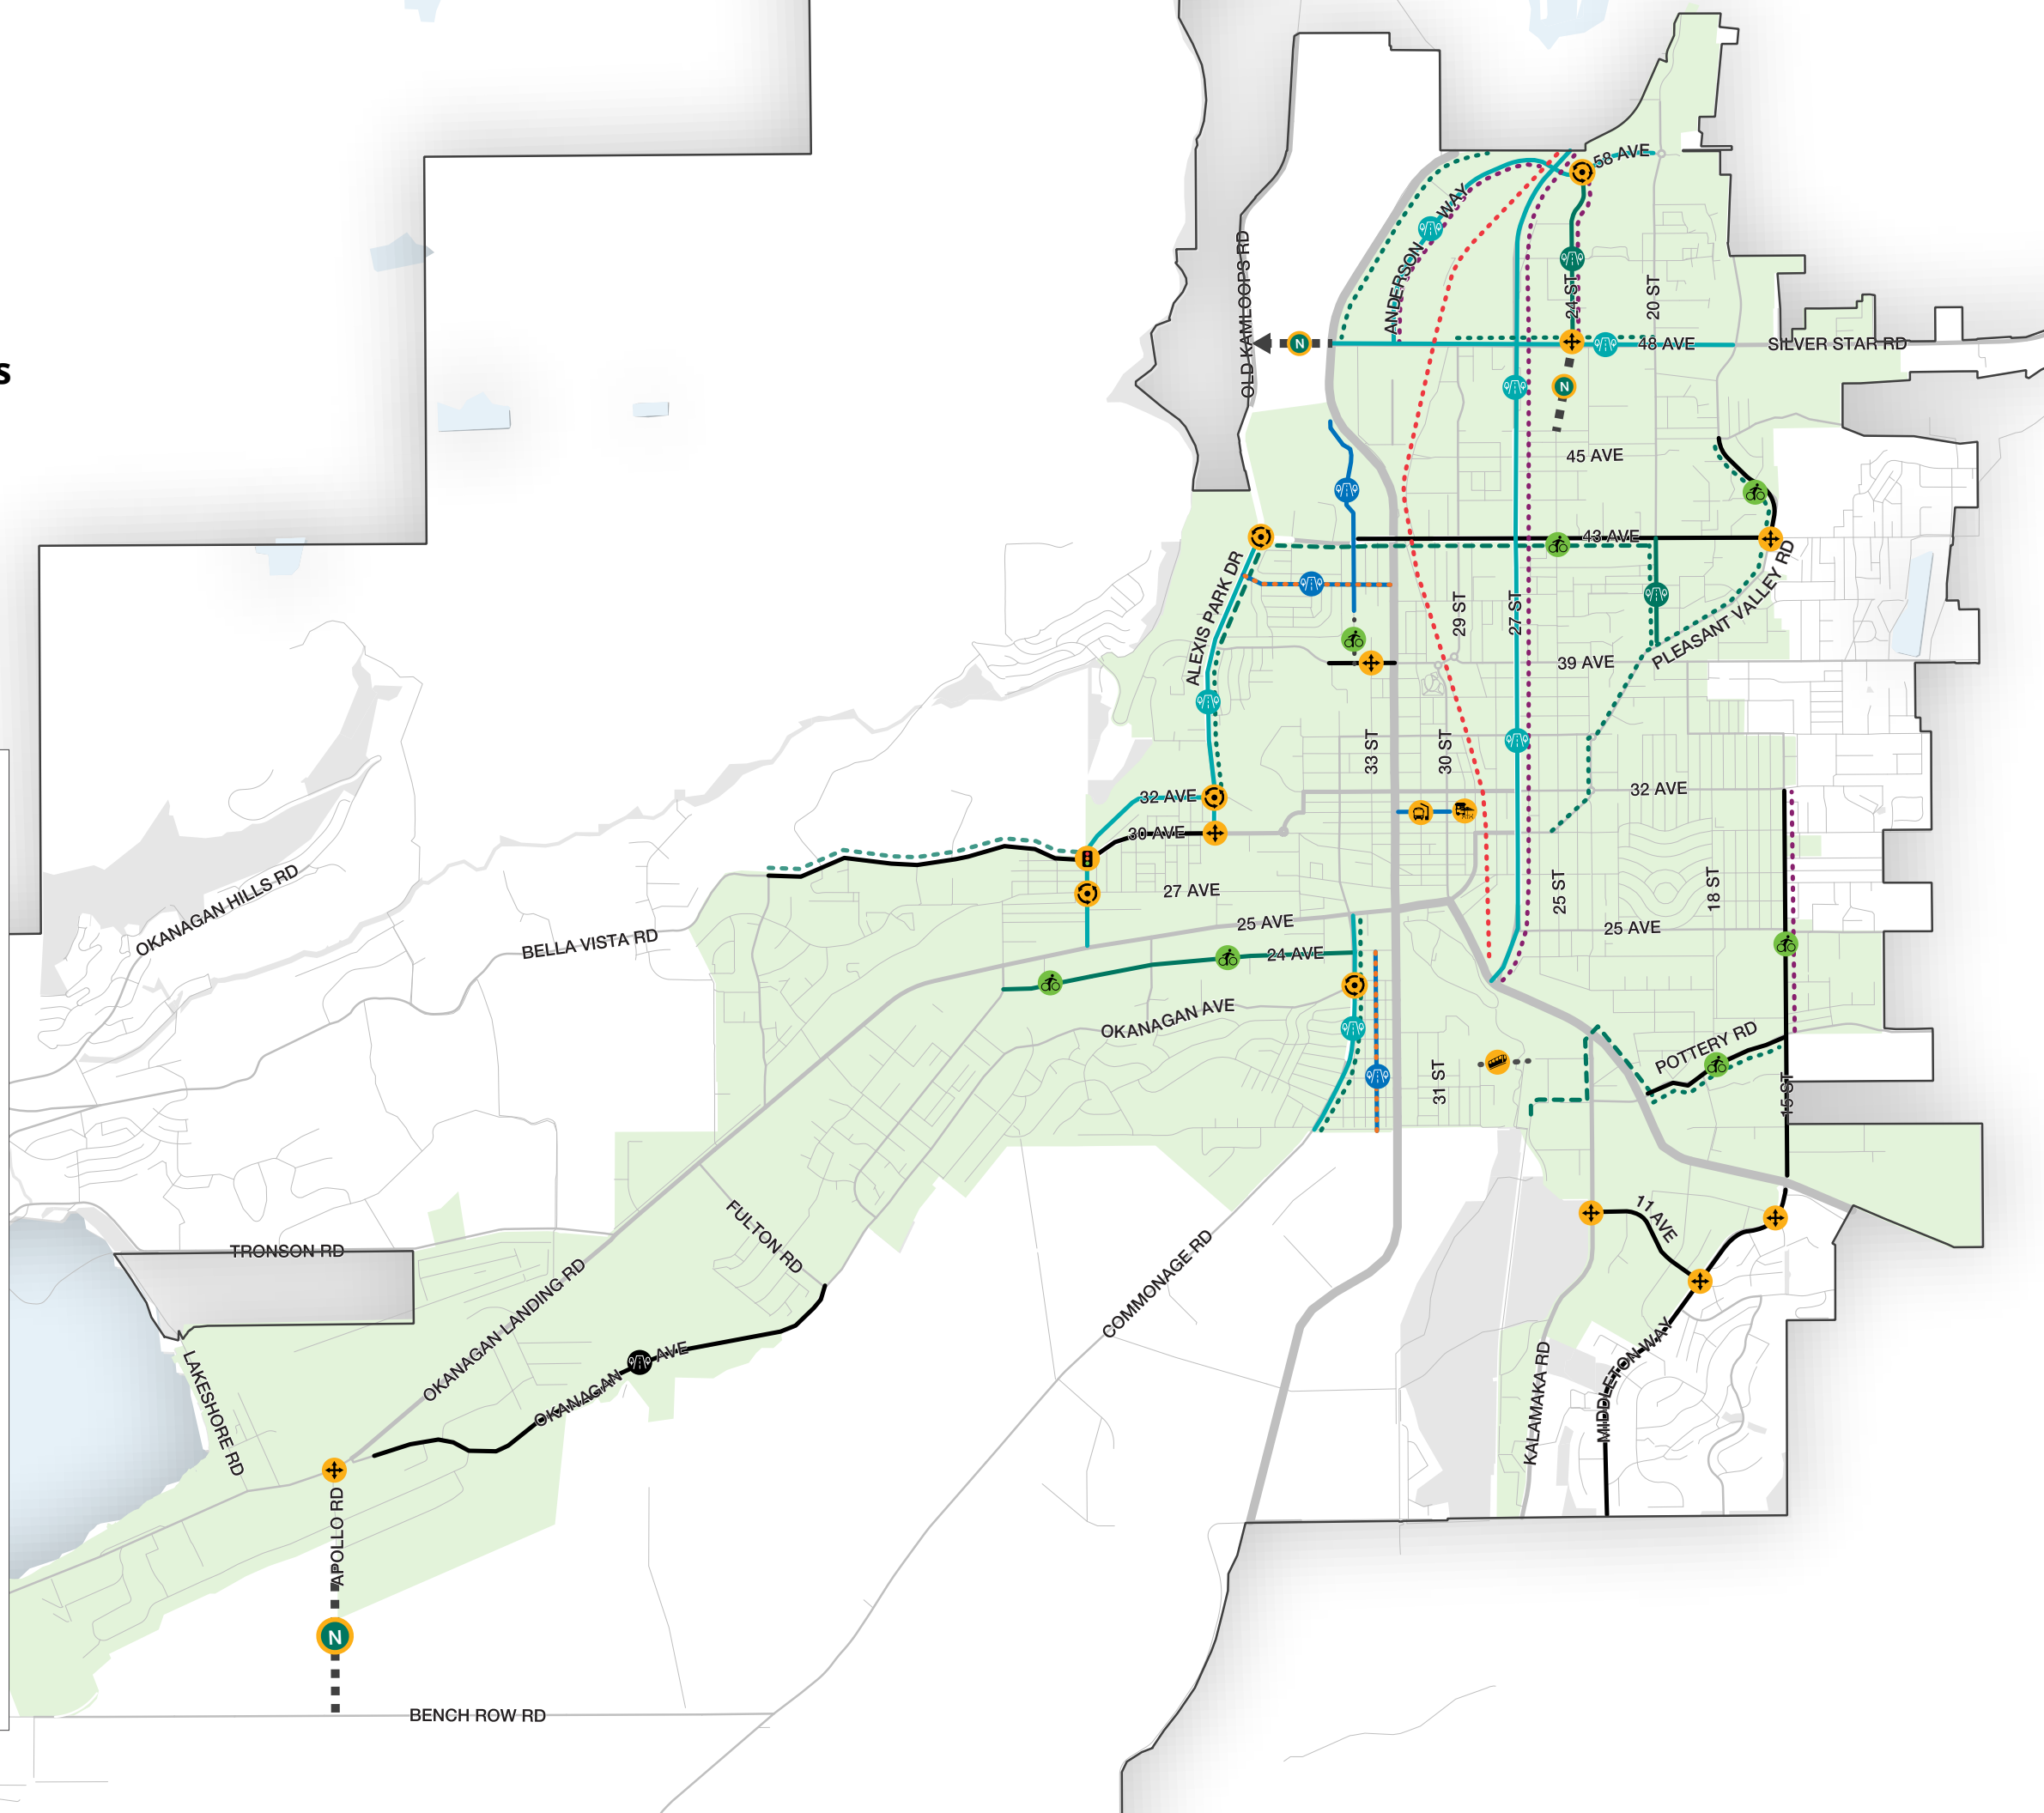 s
58 AVE
ANDERSON WAY
OLD KAMLOOPS RD
24 ST
20 ST
N
48 AVE
SILVER STAR RD
N
45 AVE
43 AVE
ALEXIS PARK DR
29 ST
27 ST
PLEASANT VALLEY RD
39 AVE
33 ST
30 ST
32 AVE
32 AVE
30 AVE
27 AVE
25 ST
18 ST
25 AVE
25 AVE
24 AVE
OKANAGAN HILLS RD
BELLA VISTA RD
OKANAGAN AVE
POTTERY RD
31 ST
15 ST
11 AVE
FULTON RD
TRONSON RD
COMMONAGE RD
OKANAGAN LANDING RD
LAKESHORE RD
OKANAGAN AVE
KALAMAKA RD
MIDDLETON WAY
APOLLO RD
N
BENCH ROW RD